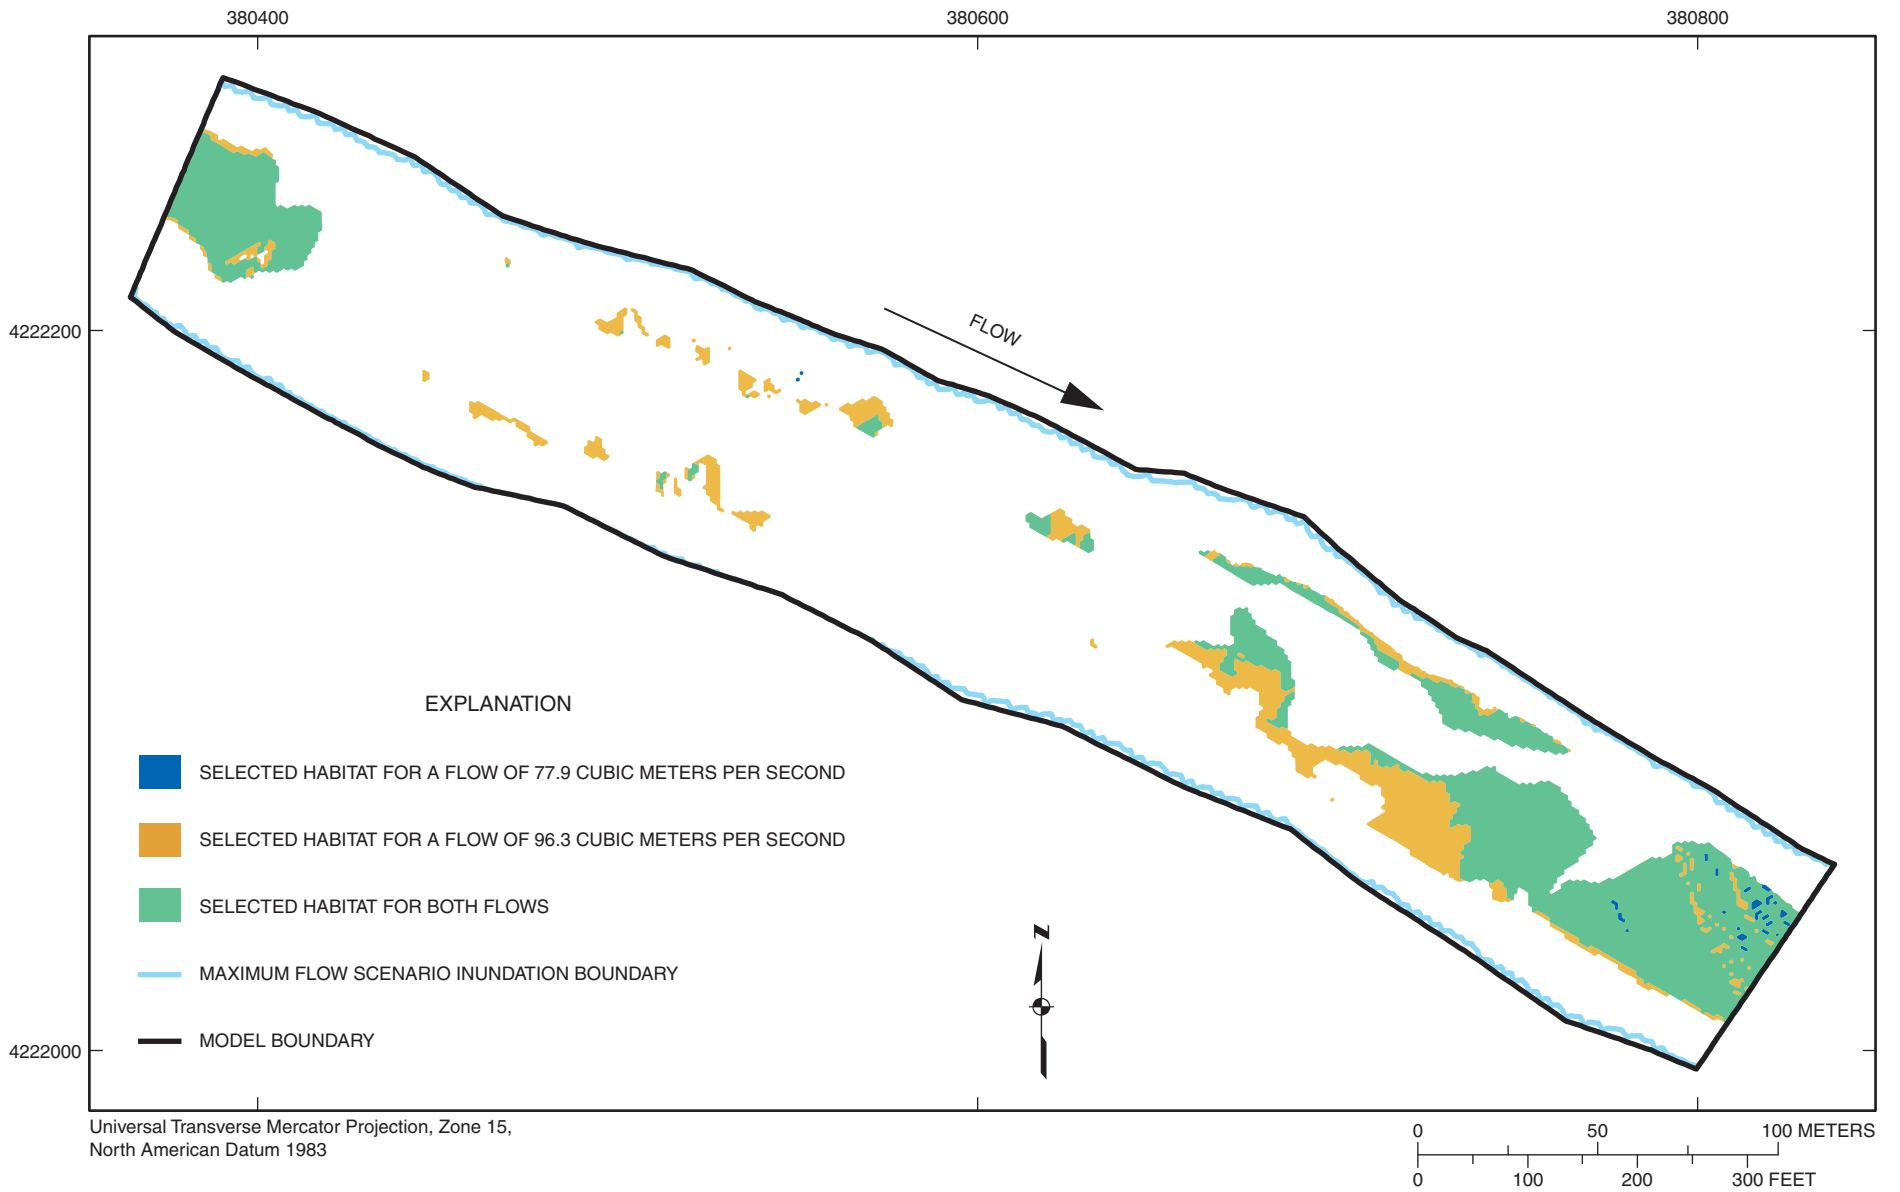 380400
380600
380800
4222200
FLOW
EXPLANATION
SELECTED HABITAT FOR A FLOW OF 77.9 CUBIC METERS PER SECOND
SELECTED HABITAT FOR A FLOW OF 96.3 CUBIC METERS PER SECOND
SELECTED HABITAT FOR BOTH FLOWS
MAXIMUM FLOW SCENARIO INUNDATION BOUNDARY
MODEL BOUNDARY
N
4222000
Universal Transverse Mercator Projection, Zone 15,
North American Datum 1983
0 50 100 METERS
0 100 200 300 FEET